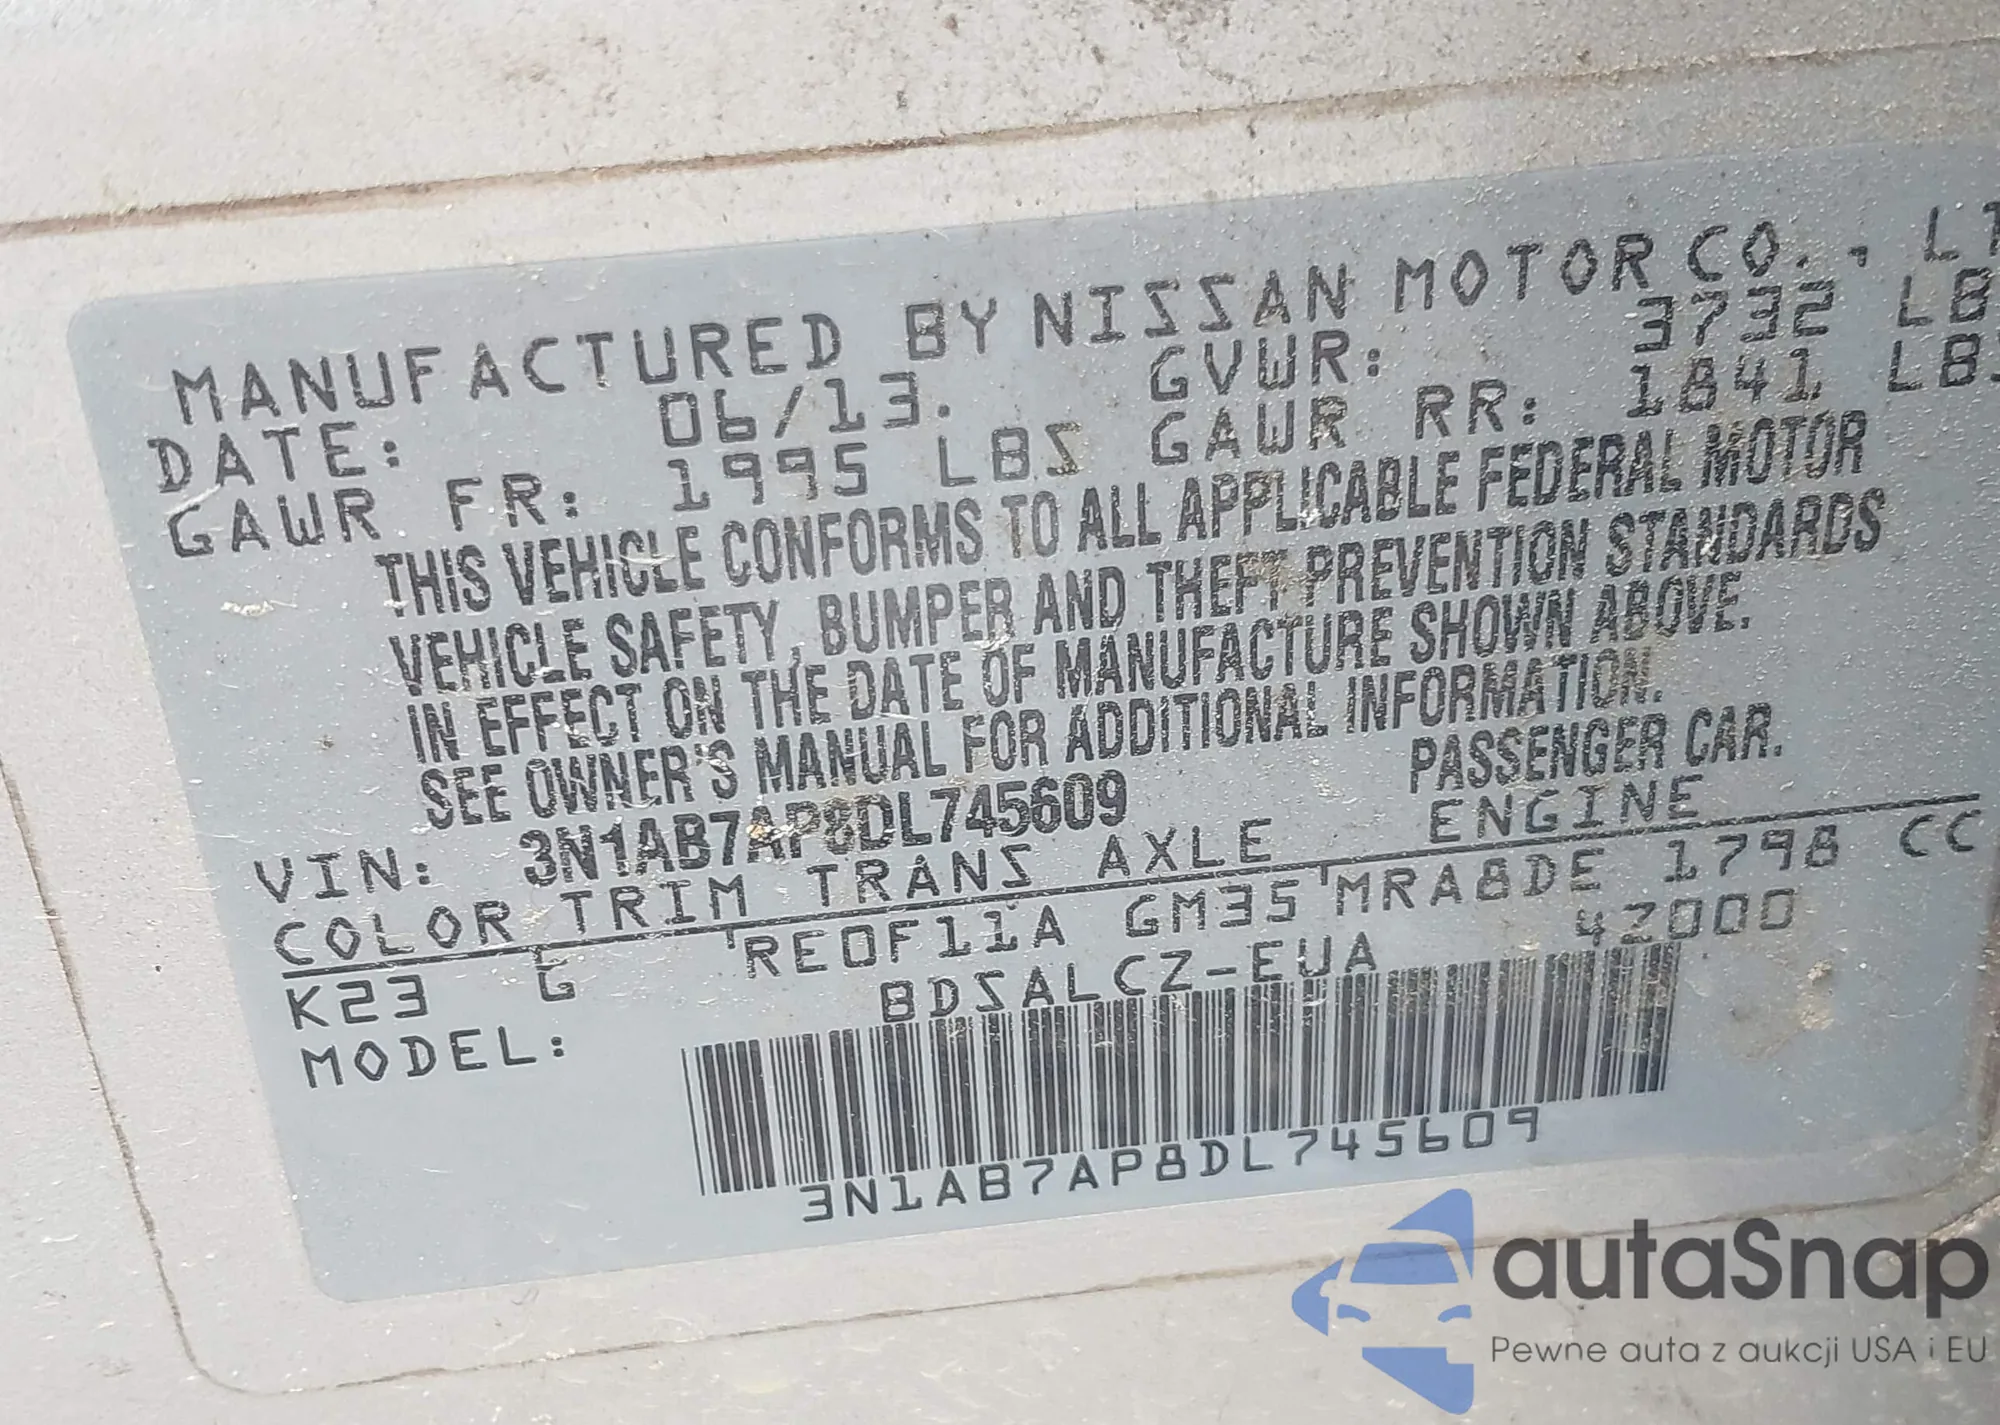 MANUFACTURED BY NISSAN MOTOR CO., LT
DATE: 06/13. GVWR: 3732 LB
GAWR FR: 1995 LBS GAWR RR: 1841 LBS
THIS VEHICLE CONFORMS TO ALL APPLICABLE FEDERAL MOTOR
VEHICLE SAFETY, BUMPER AND THEFT PREVENTION STANDARDS
IN EFFECT ON THE DATE OF MANUFACTURE SHOWN ABOVE.
SEE OWNER'S MANUAL FOR ADDITIONAL INFORMATION.
VIN: 3N1AB7AP8DL745609 PASSENGER CAR.
COLOR TRIM TRANS AXLE ENGINE
K23 G RE0F11A GM35 MRA8DE 1798 CC
MODEL: BDSALCZ-EUA 42000
3N1AB7AP8DL745609
autaSnap
Pewne auta z aukcji USA i EU